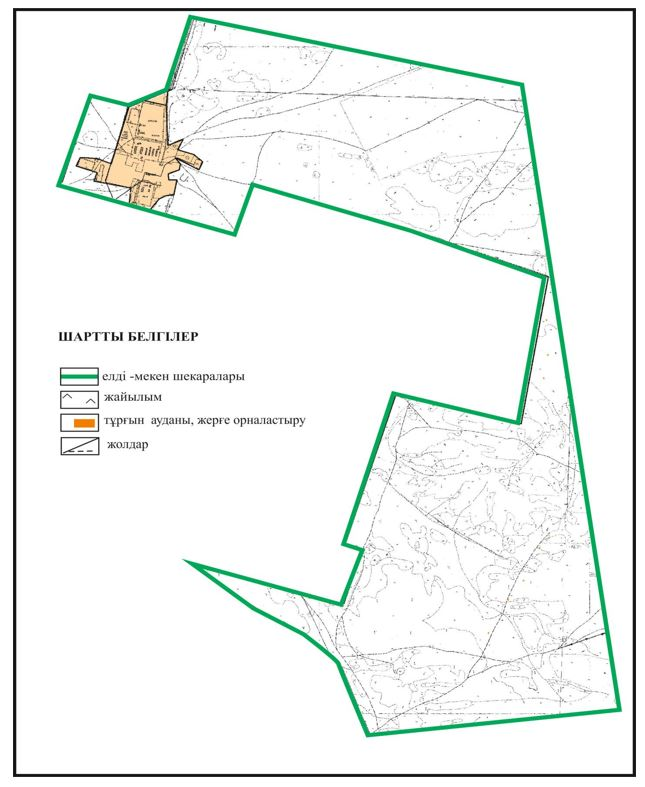 ШАРТТЫ БЕЛГІЛЕР
елді -мекен шекаралары
жайылым
тұрғын ауданы, жерге орналастыру
жолдар